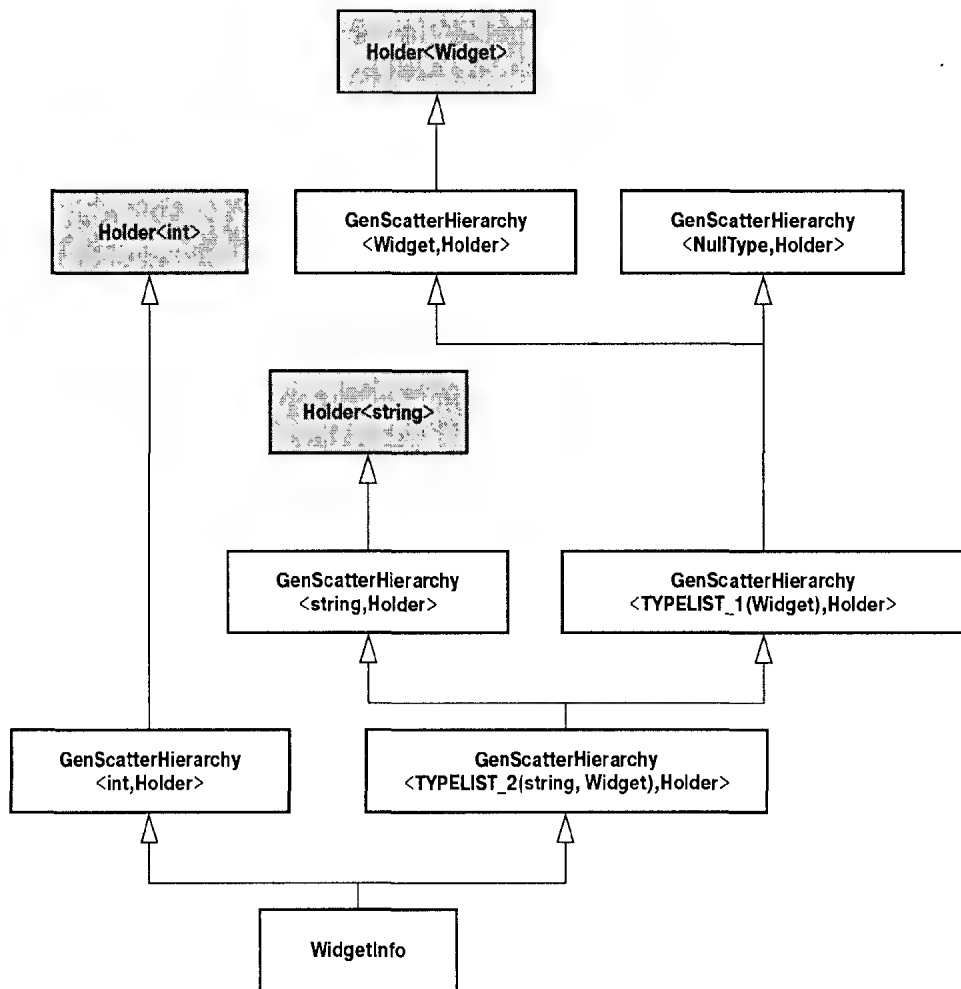 Holder<Widget>
Holder<int>
GenScatterHierarchy
<Widget,Holder>
GenScatterHierarchy
<NullType,Holder>
Holder<string>
GenScatterHierarchy
<string,Holder>
GenScatterHierarchy
<TYPELIST_1(Widget),Holder>
GenScatterHierarchy
<int,Holder>
GenScatterHierarchy
<TYPELIST_2(string, Widget),Holder>
WidgetInfo